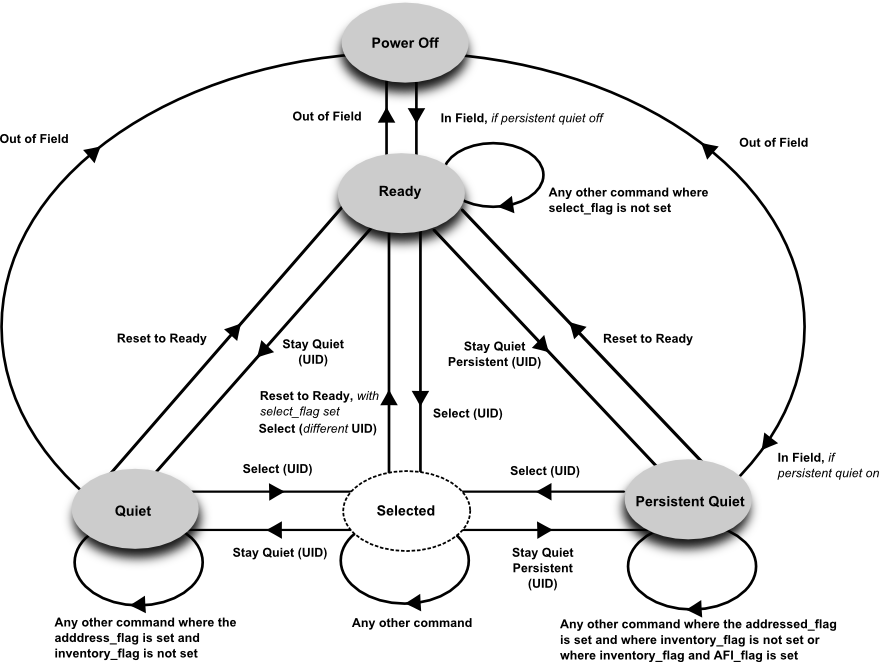 Power Off
Out of Field
In Field, if persistent quiet off
Out of Field
Out of Field
Ready
Any other command where
select_flag is not set
Reset to Ready
Stay Quiet
(UID)
Stay Quiet
Persistent (UID)
Reset to Ready
Reset to Ready, with
select_flag set
Select (different UID)
Select (UID)
In Field, if
persistent quiet on
Select (UID)
Select (UID)
Quiet
Selected
Persistent Quiet
Stay Quiet (UID)
Stay Quiet
Persistent
(UID)
Any other command where the
adddress_flag is set and
inventory_flag is not set
Any other command
Any other command where the addressed_flag
is set and where inventory_flag is not set or
where inventory_flag and AFI_flag is set